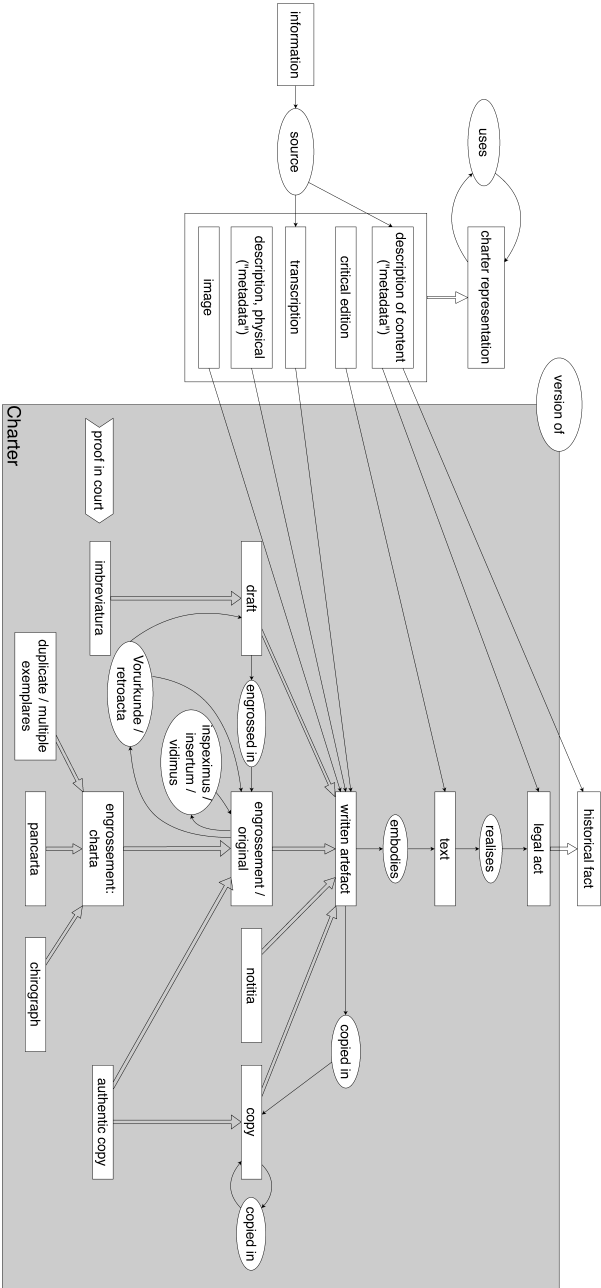 historical fact
version of
legal act
realises
charter representation
uses
text
description of content
("metadata")
embodies
critical edition
written artefact
copied in
information
source
transcription
description, physical
("metadata")
draft
engrossed in
engrossement /
original
notitia
copy
copied in
image
inspeximus /
insertum /
vidimus
Vorurkunde /
retroacta
proof in court
imbreviatura
engrossement:
charta
authentic copy
duplicate / multiple
exemplares
pancarta
chirograph
Charter